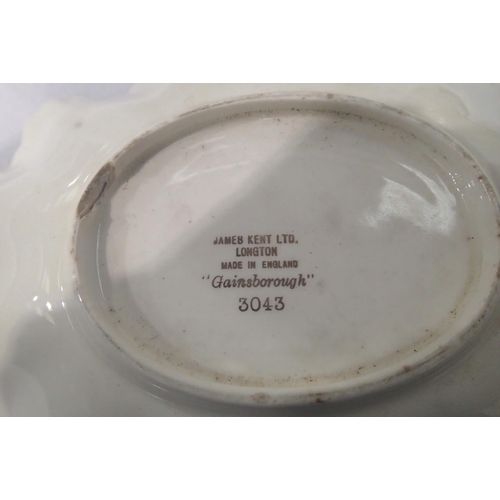 JAMES KENT LTD.
LONGTON
MADE IN ENGLAND
"Gainsborough"
3043